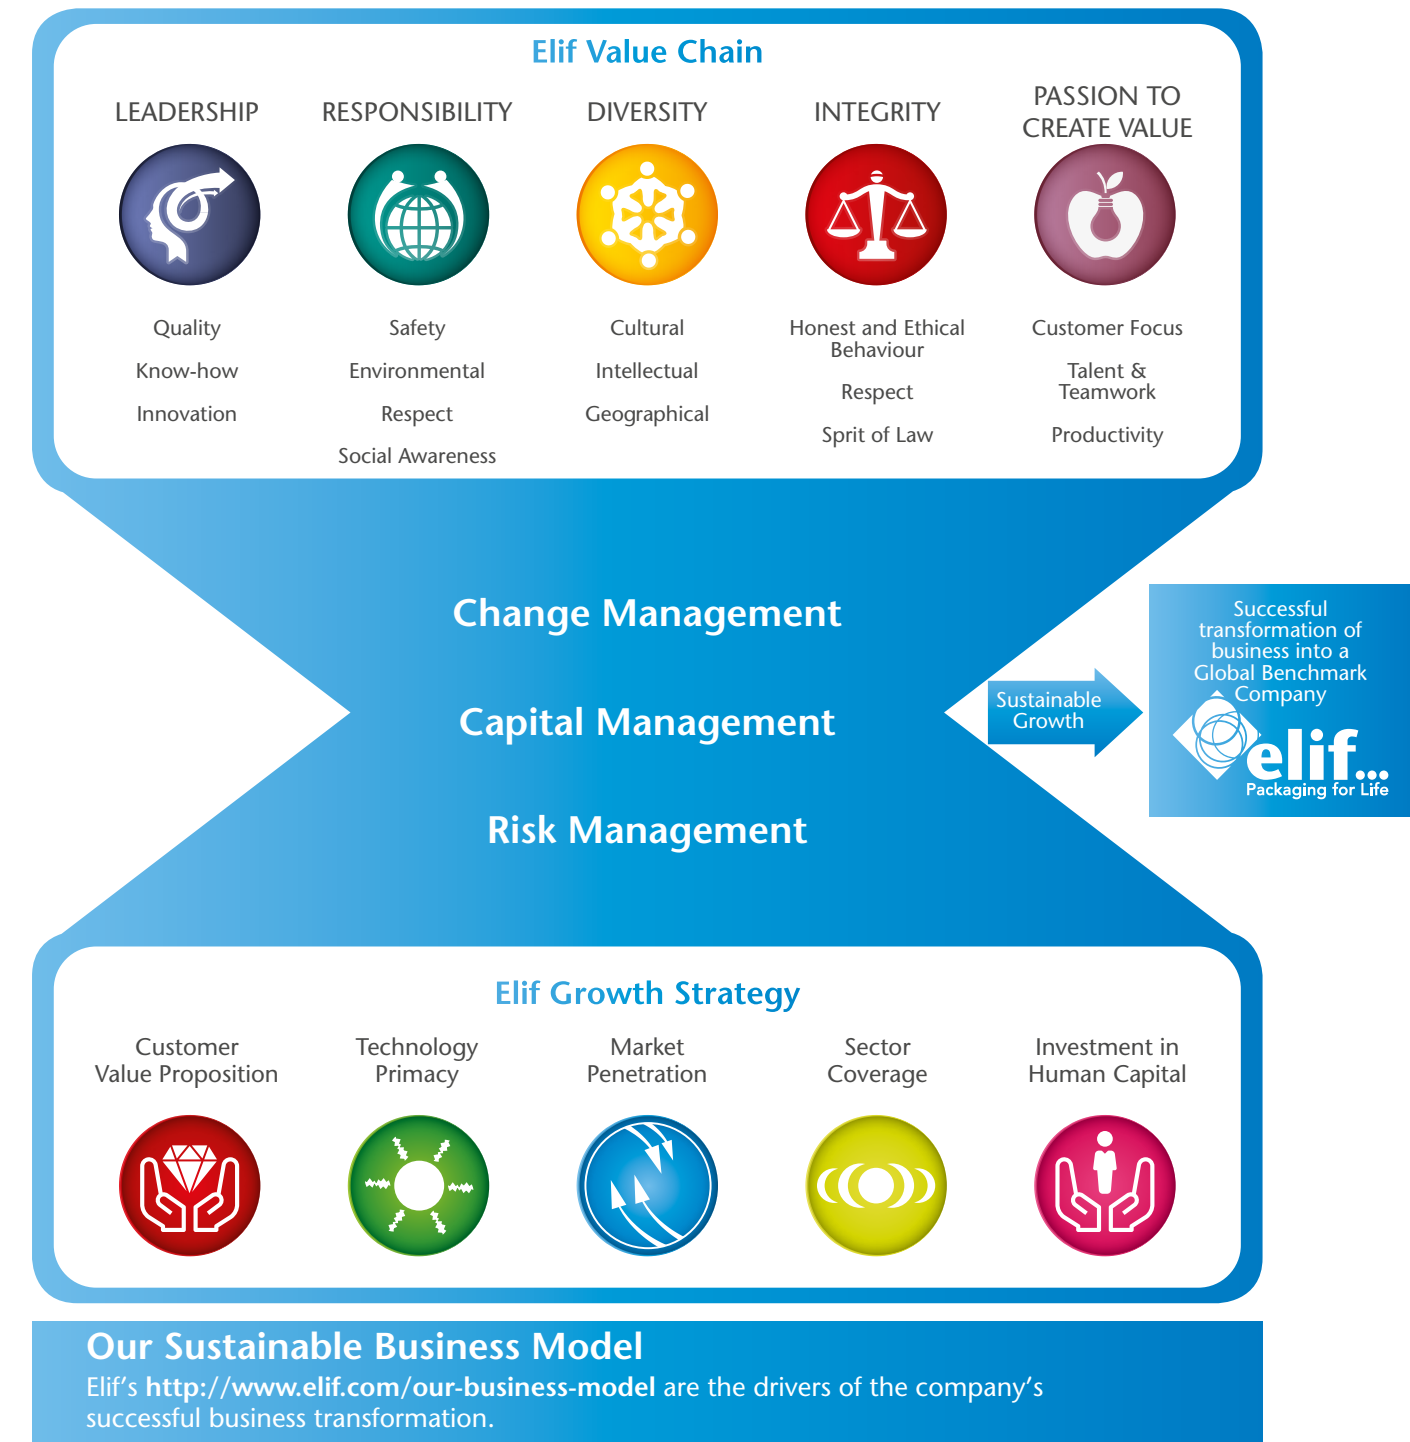 Elif Value Chain
LEADERSHIP
Quality
Know-how
Innovation
RESPONSIBILITY
Safety
Environmental
Respect
Social Awareness
DIVERSITY
Cultural
Intellectual
Geographical
INTEGRITY
Honest and Ethical
Behaviour
Respect
Sprit of Law
PASSION TO
CREATE VALUE
Customer Focus
Talent &
Teamwork
Productivity
Change Management
Capital Management
Risk Management
Sustainable
Growth
Successful
transformation of
business into a
Global Benchmark
Company
elif...
Packaging for Life
Elif Growth Strategy
Customer
Value Proposition
Technology
Primacy
Market
Penetration
Sector
Coverage
Investment in
Human Capital
Our Sustainable Business Model
Elif’s http://www.elif.com/our-business-model are the drivers of the company’s
successful business transformation.